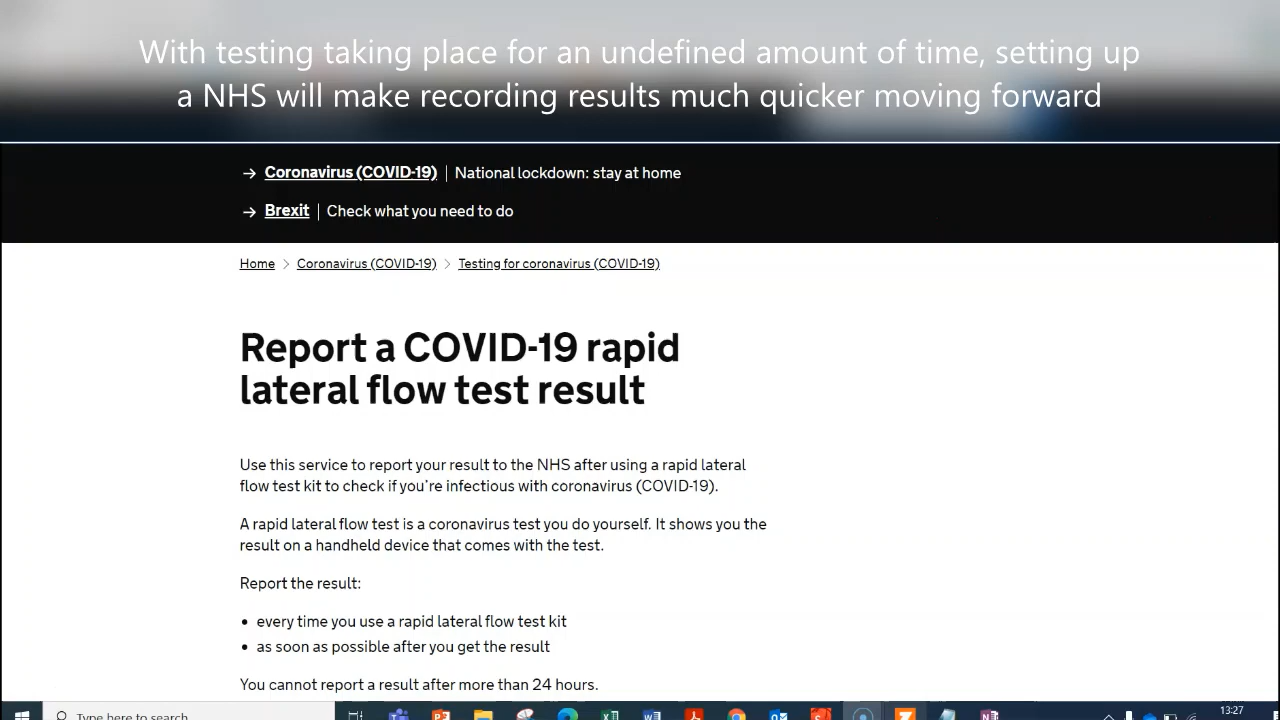 With testing taking place for an undefined amount of time, setting up
a NHS will make recording results much quicker moving forward
→ Coronavirus (COVID-19) | National lockdown: stay at home
→ Brexit | Check what you need to do
Home > Coronavirus (COVID-19) > Testing for coronavirus (COVID-19)
Report a COVID-19 rapid
lateral flow test result
Use this service to report your result to the NHS after using a rapid lateral
flow test kit to check if you're infectious with coronavirus (COVID-19).
A rapid lateral flow test is a coronavirus test you do yourself. It shows you the
result on a handheld device that comes with the test.
Report the result:
• every time you use a rapid lateral flow test kit
• as soon as possible after you get the result
You cannot report a result after more than 24 hours.
Type here to search
13:27